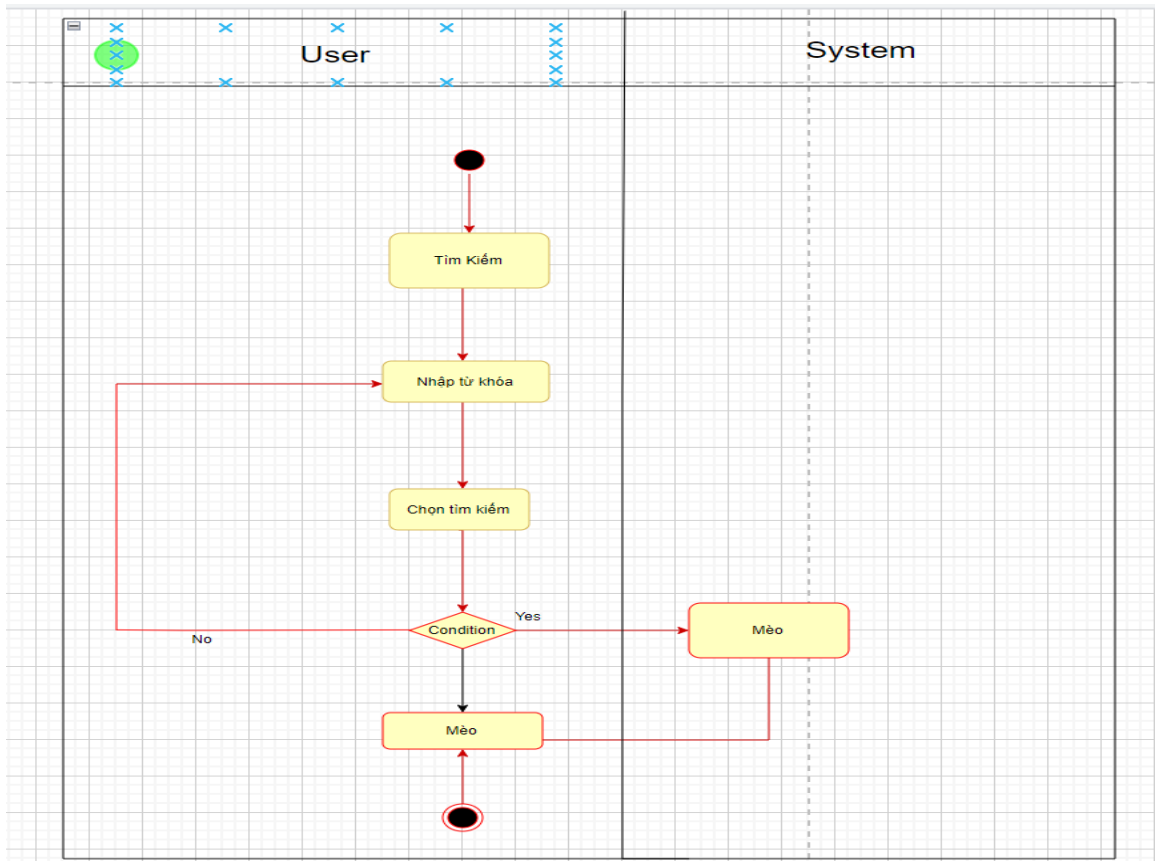 User
System
Tìm Kiếm
Nhập từ khóa
Chọn tìm kiếm
Condition
Yes
No
Mèo
Mèo